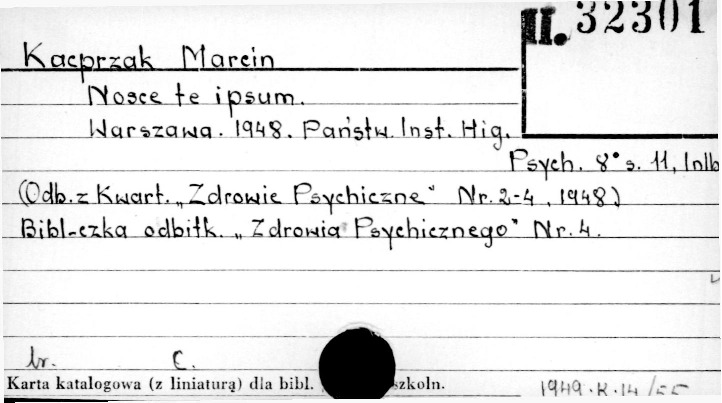 II. 32301
Kacprzak Marcin
Nosce te ipsum.
Warszawa. 1948. Państw. Inst. Hig.
Psych. 8° s. 11, 1nlb
(Odb. z Kwart. „Zdrowie Psychiczne" Nr. 2-4, 1948)
Bibl-czka odbitk. „Zdrowia Psychicznego" Nr. 4.
br. C.
Karta katalogowa (z liniaturą) dla bibl. szkoln.
1949. K. 14/55